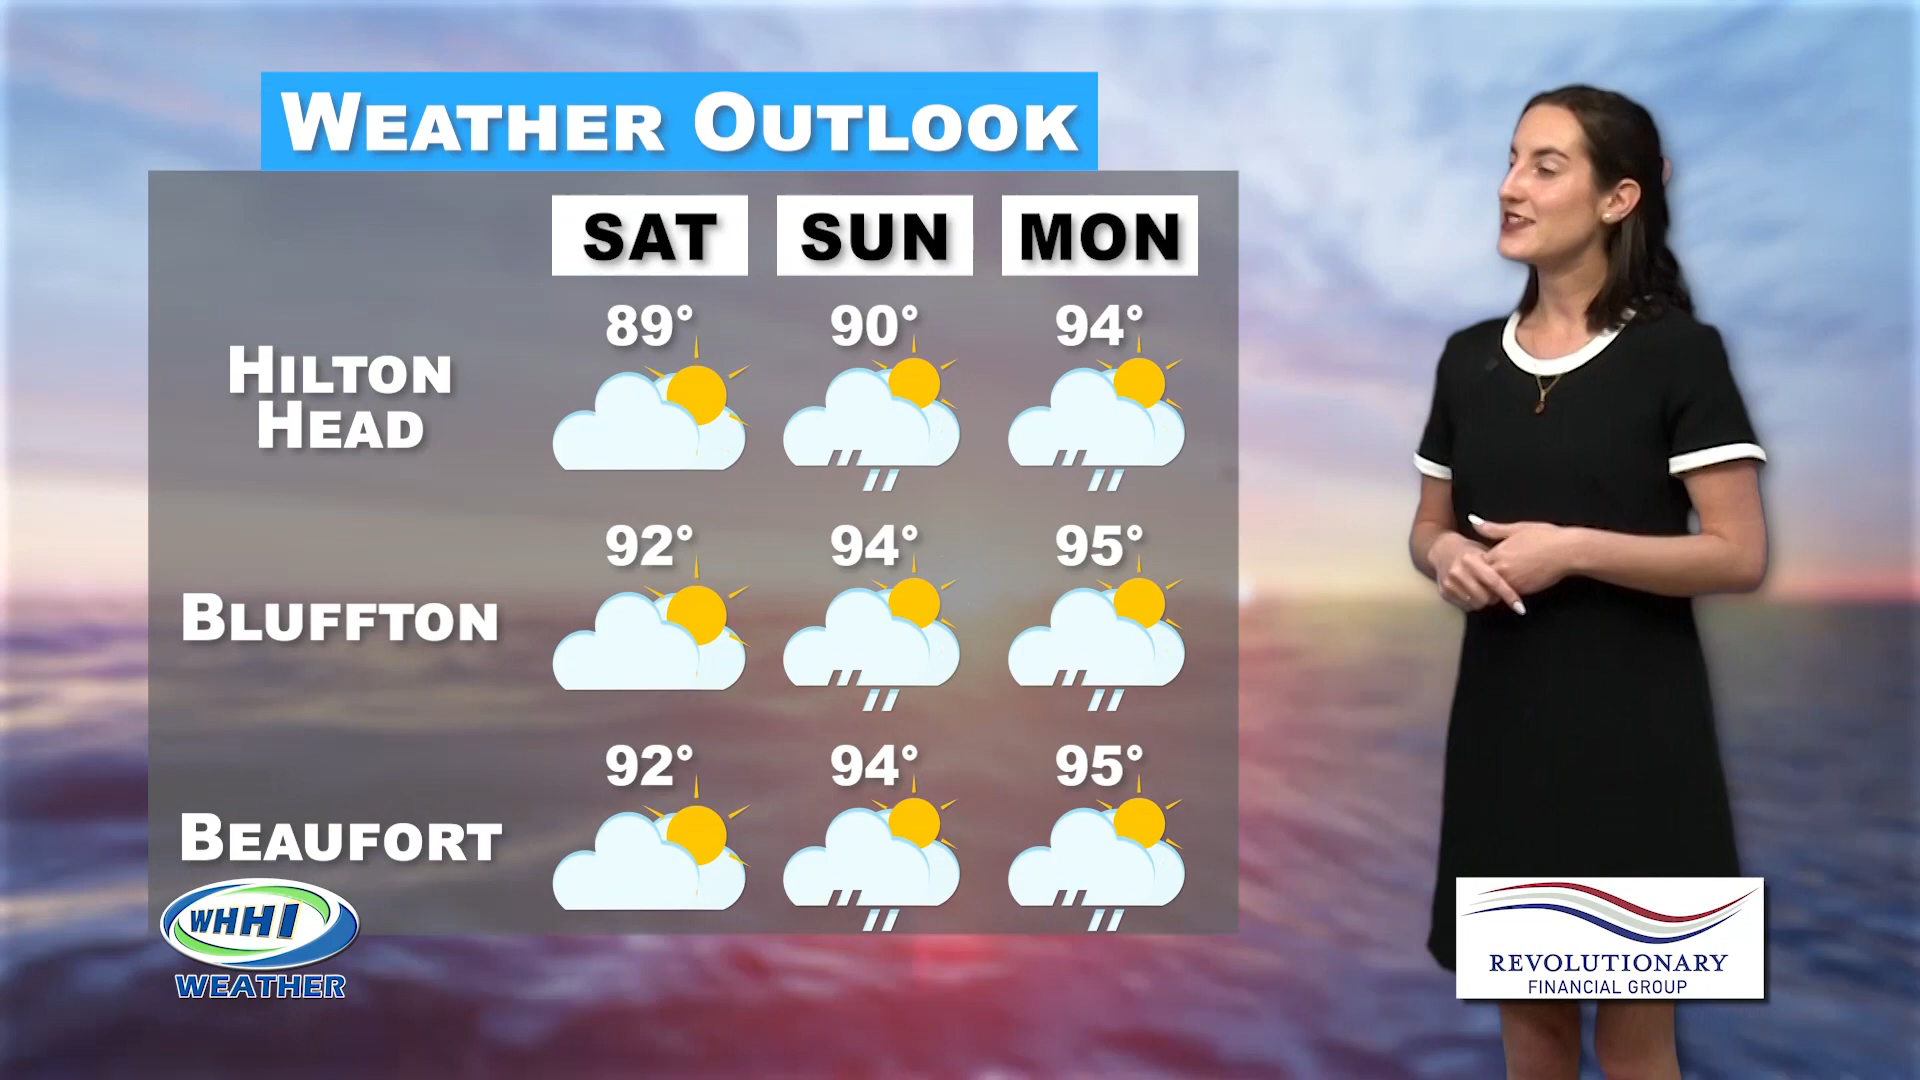 WEATHER OUTLOOK
SAT SUN MON
89° 90° 94°
HILTON
HEAD
92° 94° 95°
BLUFFTON
92° 94° 95°
BEAUFORT
WHHI
WEATHER
REVOLUTIONARY
FINANCIAL GROUP